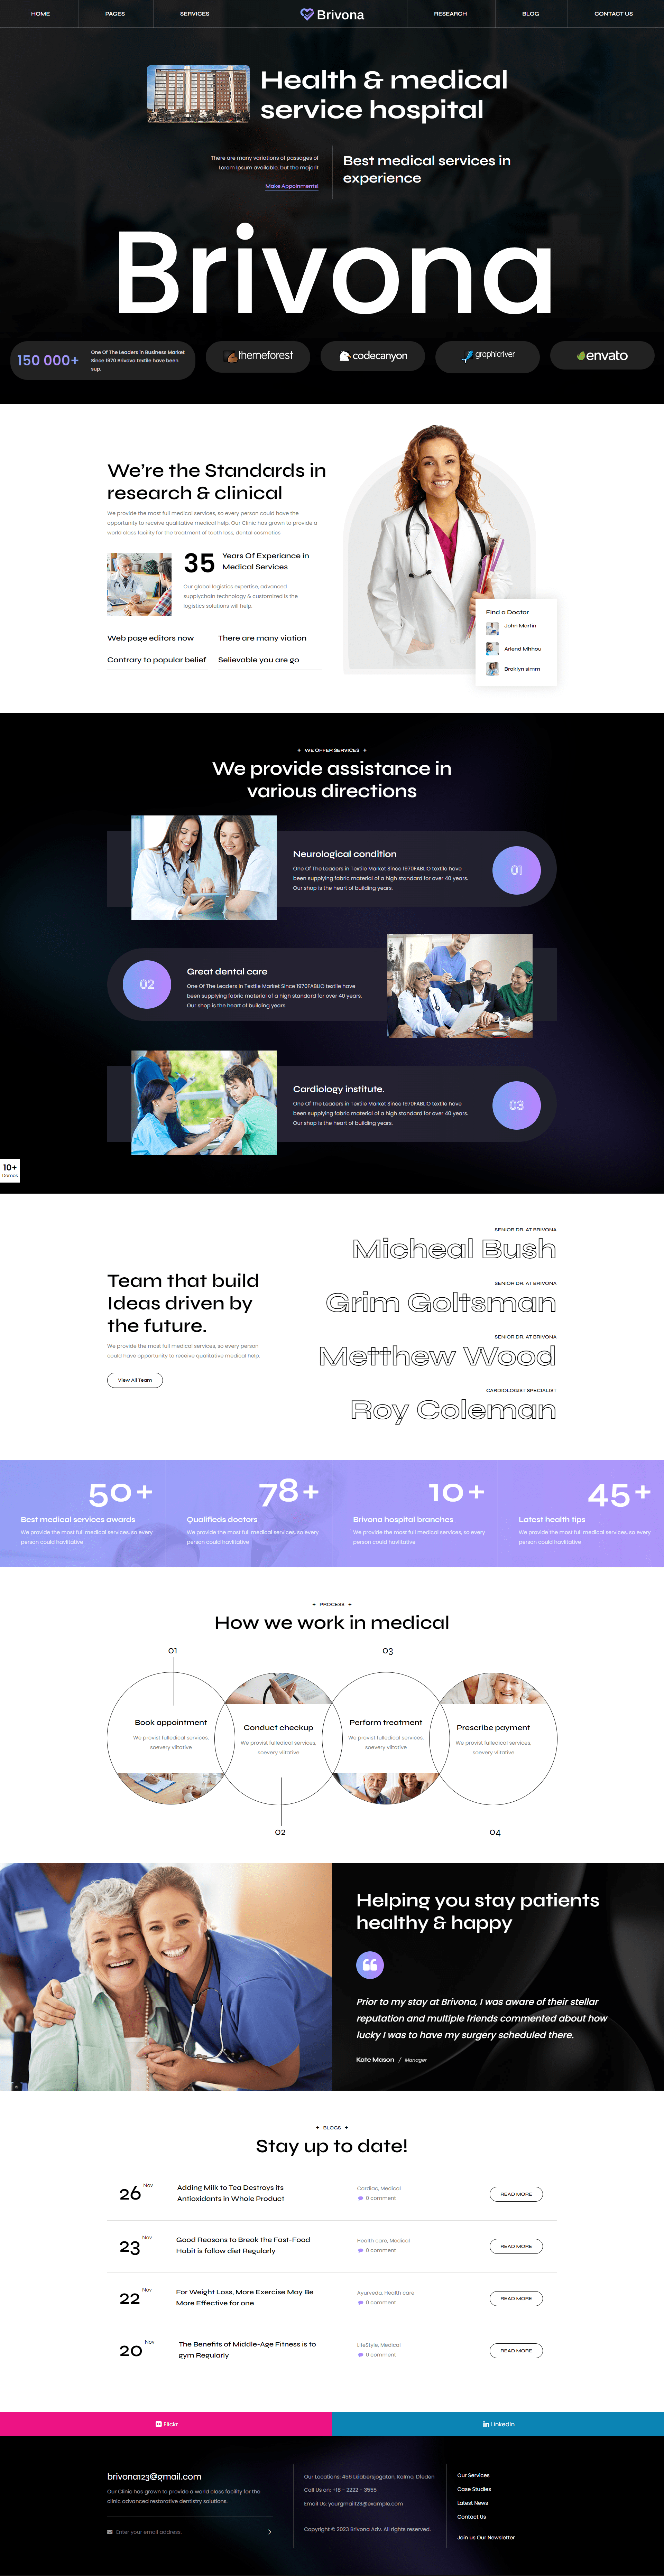 HOME
PAGES
SERVICES
Brivona
RESEARCH
BLOG
CONTACT US
Health & medical
service hospital
There are many variations of passages of
Lorem Ipsum available, but the majorit
Make Appoinments!
Best medical services in
experience
Brivona
150 000+
One Of The Leaders in Business Market
Since 1970 Brivova textile have been
sup.
themeforest
codecanyon
graphicriver
envato
We're the Standards in
research & clinical
We provide the most full medical services, so every person could have the
opportunity to receive qualitative medical help. Our Clinic has grown to provide a
world class facility for the treatment of tooth loss, dental cosmetics
35
Years Of Experiance in
Medical Services
Our global logistics expertise, advanced
supplychain technology & customized is the
logistics solutions will help.
Web page editors now
There are many viation
Contrary to popular belief
Selievable you are go
Find a Doctor
John Martin
Arlend Mhhou
Broklyn simm
WE OFFER SERVICES
We provide assistance in
various directions
Neurological condition
One Of The Leaders in Textile Market Since 1970FABLIO textile have
been supplying fabric material of a high standard for over 40 years.
Our shop is the heart of building years.
01
02
Great dental care
One Of The Leaders in Textile Market Since 1970FABLIO textile have
been supplying fabric material of a high standard for over 40 years.
Our shop is the heart of building years.
Cardiology institute.
One Of The Leaders in Textile Market Since 1970FABLIO textile have
been supplying fabric material of a high standard for over 40 years.
Our shop is the heart of building years.
03
10+
Demos
Team that build
Ideas driven by
the future.
We provide the most full medical services, so every person
could have opportunity to receive qualitative medical help.
View All Team
SENIOR DR. AT BRIVONA
Micheal Bush
SENIOR DR. AT BRIVONA
Grim Goltsman
SENIOR DR. AT BRIVONA
Metthew Wood
CARDIOLOGIST SPECIALIST
Roy Coleman
50+
Best medical services awards
We provide the most full medical services, so every
person could havlitative
78+
Qualifieds doctors
We provide the most full medical services, so every
person could havlitative
10+
Brivona hospital branches
We provide the most full medical services, so every
person could havlitative
45+
Latest health tips
We provide the most full medical services, so every
person could havlitative
PROCESS
How we work in medical
01
Book appointment
We provist fulledical services,
soevery vlitative
Conduct checkup
We provist fulledical services,
soevery vlitative
02
03
Perform treatment
We provist fulledical services,
soevery vlitative
Prescribe payment
We provist fulledical services,
soevery vlitative
04
Helping you stay patients
healthy & happy
Prior to my stay at Brivona, I was aware of their stellar
reputation and multiple friends commented about how
lucky I was to have my surgery scheduled there.
Kate Mason / Manager
BLOGS
Stay up to date!
26 Nov
Adding Milk to Tea Destroys its
Antioxidants in Whole Product
Cardiac, Medical
0 comment
READ MORE
23 Nov
Good Reasons to Break the Fast-Food
Habit is follow diet Regularly
Health care, Medical
0 comment
READ MORE
22 Nov
For Weight Loss, More Exercise May Be
More Effective for one
Ayurveda, Health care
0 comment
READ MORE
20 Nov
The Benefits of Middle-Age Fitness is to
gym Regularly
LifeStyle, Medical
0 comment
READ MORE
Flickr
LinkedIn
brivona123@gmail.com
Our Clinic has grown to provide a world class facility for the
clinic advanced restorative dentistry solutions.
Enter your email address
Our Locations: 456 Lklabersjogatan, Kalmo, Dfeden
Call Us on: +18 - 2222 - 3555
Email Us: yourgmail123@example.com
Copyright © 2023 Brivona Adv. All rights reserved.
Our Services
Case Studies
Latest News
Contact Us
Join us Our Newsletter